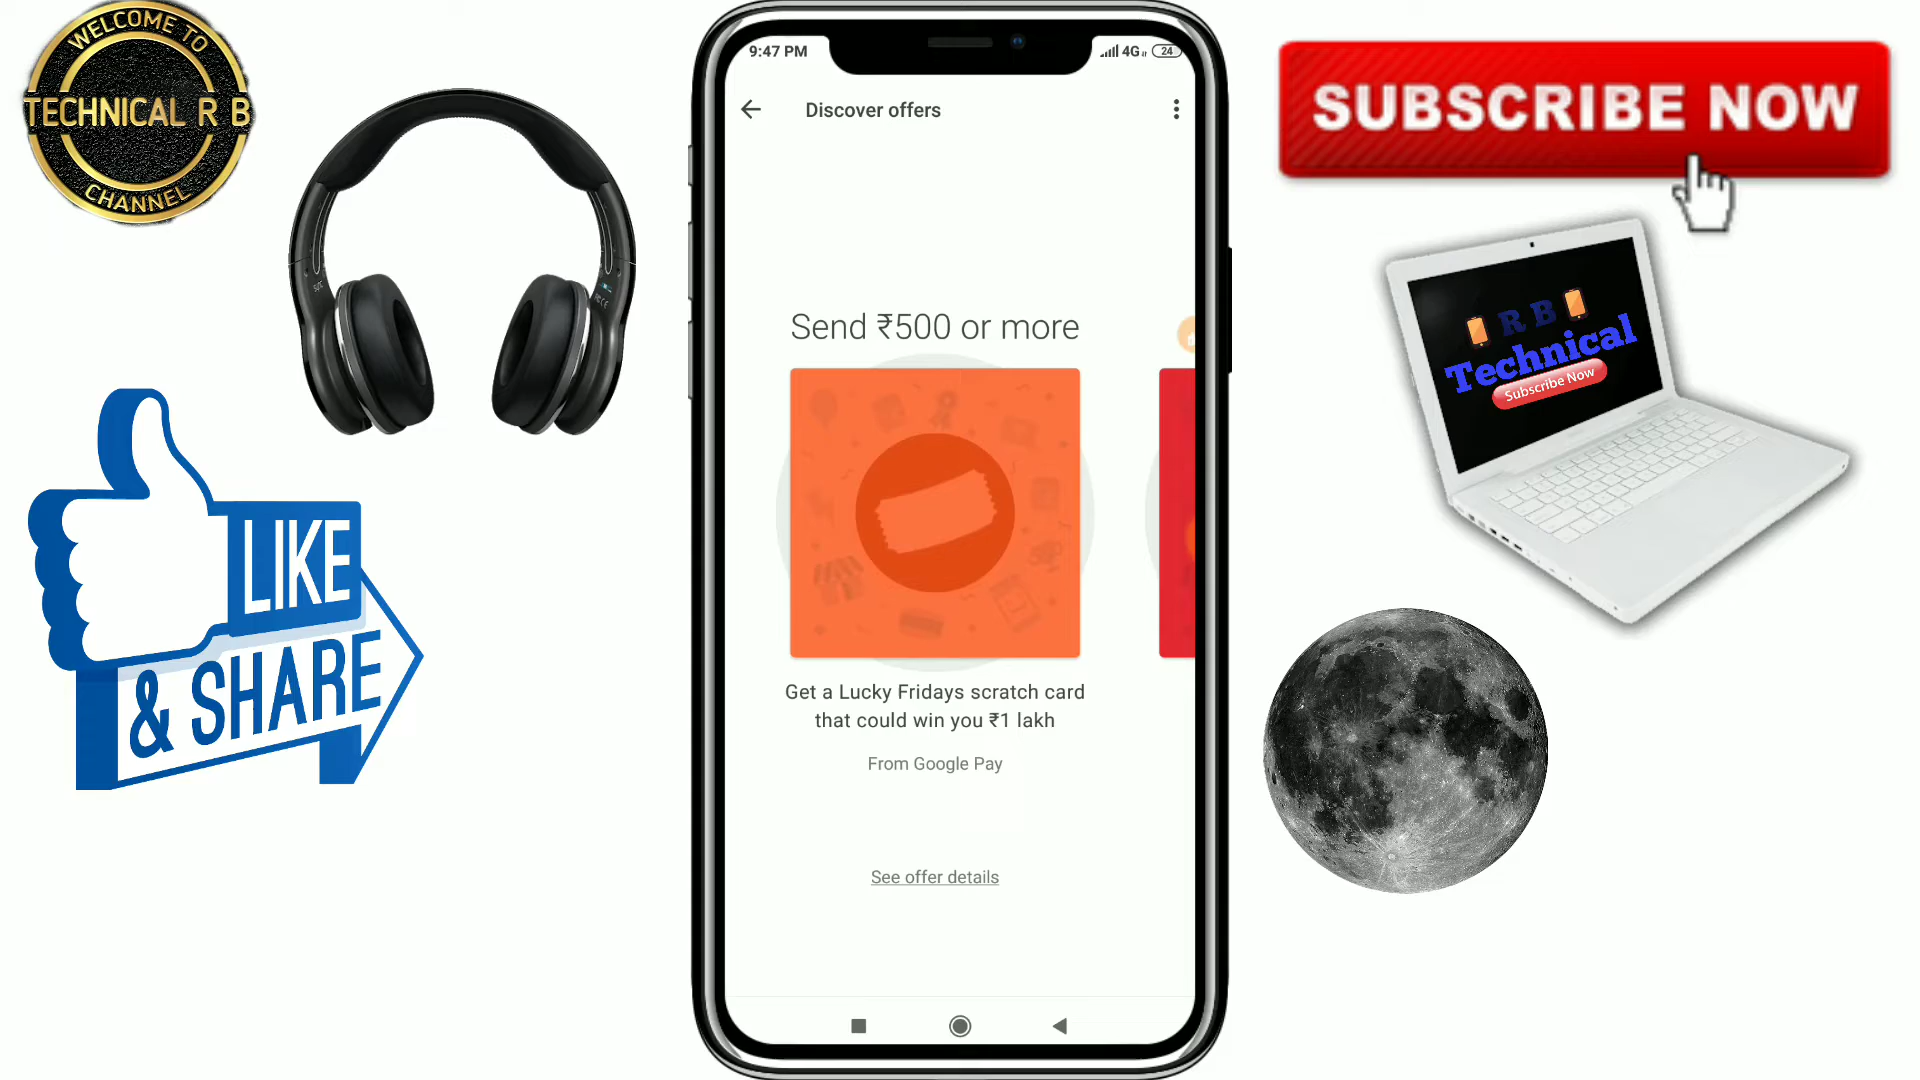 WELCOME TO
TECHNICAL R B
CHANNEL
9:47 PM
4G
24
Discover offers
Send ₹500 or more
Get a Lucky Fridays scratch card
that could win you ₹1 lakh
From Google Pay
See offer details
SUBSCRIBE NOW
R B
Technical
Subscribe Now
LIKE
& SHARE